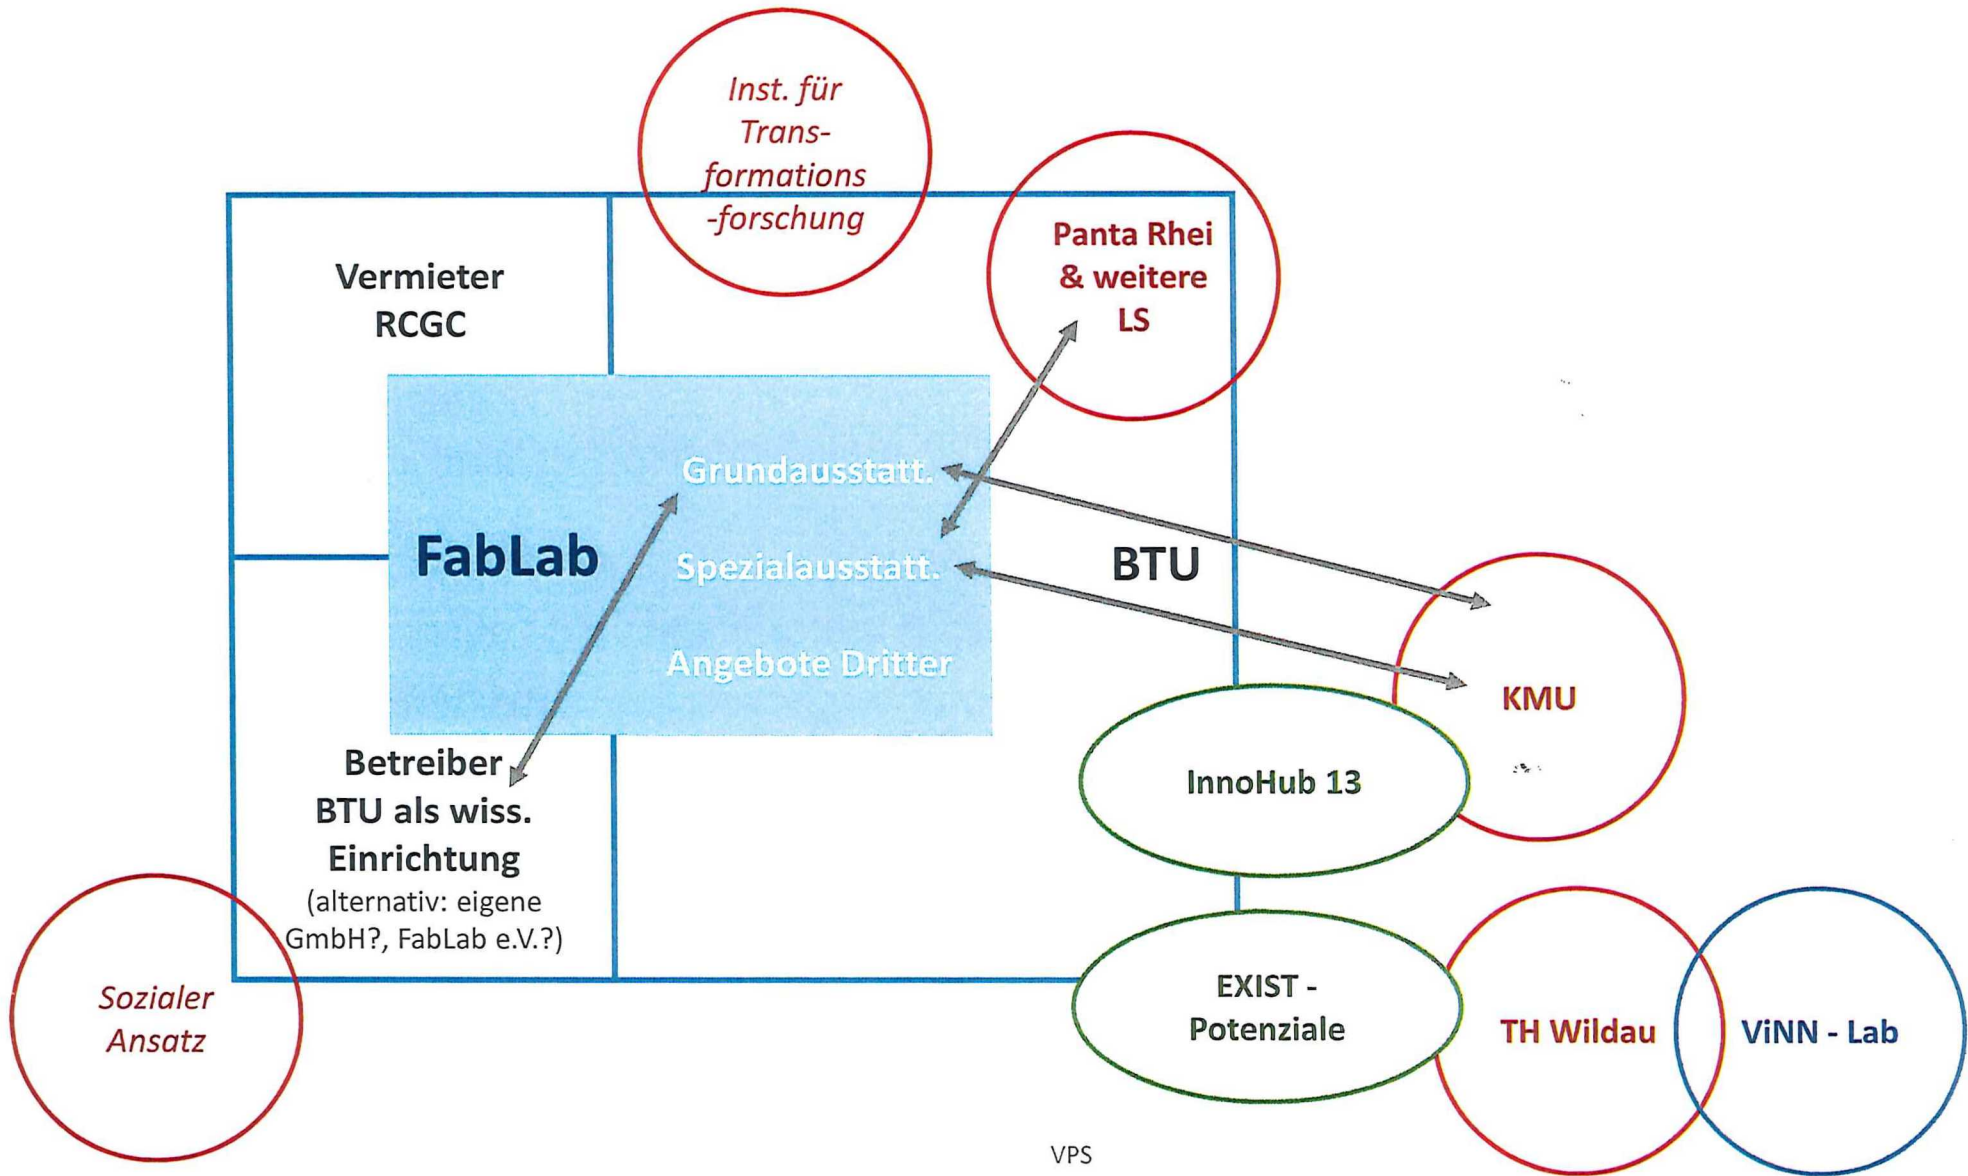 Inst. für
Trans-
formations
-forschung
Panta Rhei
& weitere
LS
Vermieter
RCGC
Grundausstatt.
FabLab
Spezialausstatt.
BTU
Angebote Dritter
KMU
Betreiber
BTU als wiss.
Einrichtung
(alternativ: eigene
GmbH?, FabLab e.V.?)
InnoHub 13
Sozialer
Ansatz
EXIST -
Potenziale
TH Wildau
ViNN - Lab
VPS